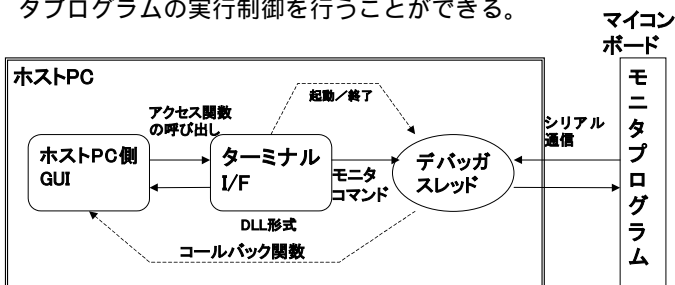 タプログラムの実行制御を行うことができる。
マイコン
ボード
ホストPC
起動／終了
アクセス関数
の呼び出し
シリアル
通信
ホストPC側
GUI
ターミナル
I/F
モニタ
コマンド
デバッガ
スレッド
モニタプログラム
DLL形式
コールバック関数